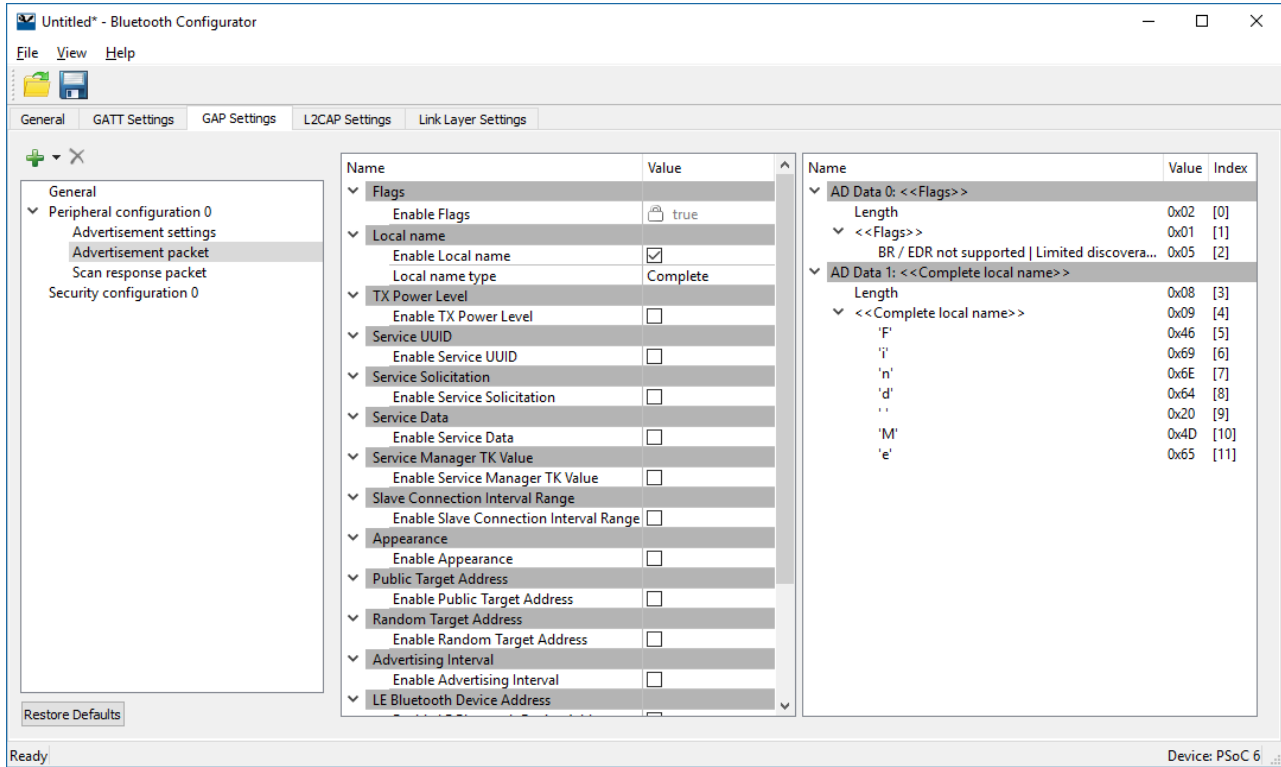 Untitled* - Bluetooth Configurator
File View Help
General GATT Settings GAP Settings L2CAP Settings Link Layer Settings
General
Peripheral configuration 0
Advertisement settings
Advertisement packet
Scan response packet
Security configuration 0
Restore Defaults
Name Value
Flags
Enable Flags true
Local name
Enable Local name
Local name type Complete
TX Power Level
Enable TX Power Level
Service UUID
Enable Service UUID
Service Solicitation
Enable Service Solicitation
Service Data
Enable Service Data
Service Manager TK Value
Enable Service Manager TK Value
Slave Connection Interval Range
Enable Slave Connection Interval Range
Appearance
Enable Appearance
Public Target Address
Enable Public Target Address
Random Target Address
Enable Random Target Address
Advertising Interval
Enable Advertising Interval
LE Bluetooth Device Address
Name Value Index
AD Data 0: <<Flags>>
Length 0x02 [0]
<<Flags>> 0x01 [1]
BR / EDR not supported | Limited discovera... 0x05 [2]
AD Data 1: <<Complete local name>>
Length 0x08 [3]
<<Complete local name>> 0x09 [4]
'F' 0x46 [5]
'i' 0x69 [6]
'n' 0x6E [7]
'd' 0x64 [8]
' ' 0x20 [9]
'M' 0x4D [10]
'e' 0x65 [11]
Ready Device: PSoC 6